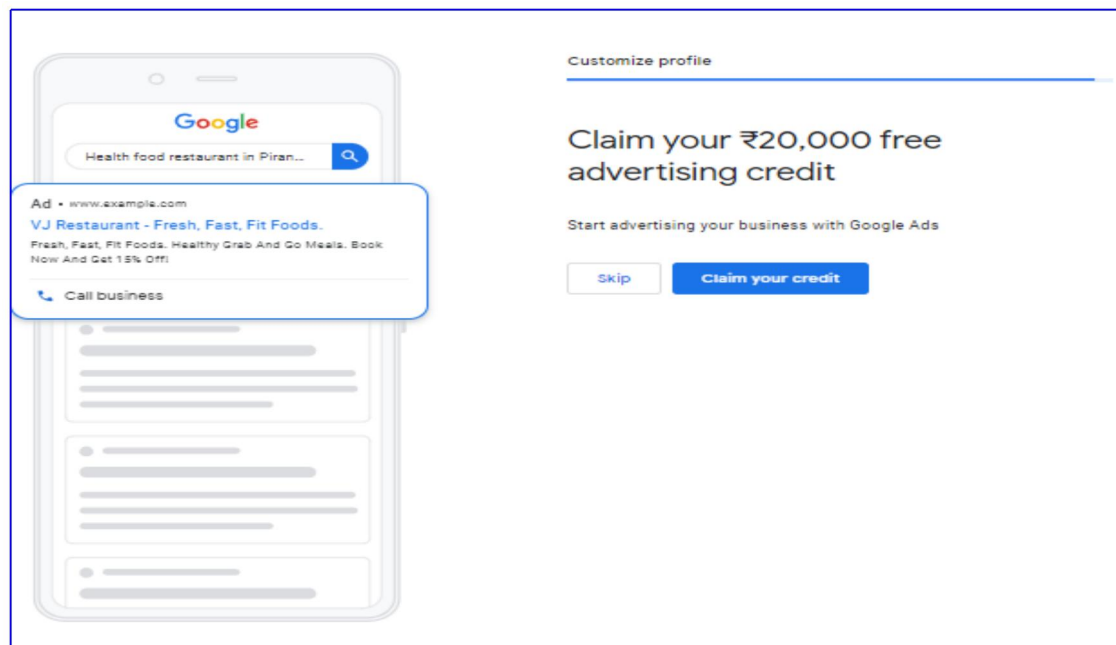 Customize profile
Google
Health food restaurant in Piran...
Ad • www.example.com
VJ Restaurant - Fresh, Fast, Fit Foods.
Fresh, Fast, Fit Foods. Healthy Grab And Go Meals. Book
Now And Get 15% Off!
Call business
Claim your ₹20,000 free
advertising credit
Start advertising your business with Google Ads
Skip
Claim your credit